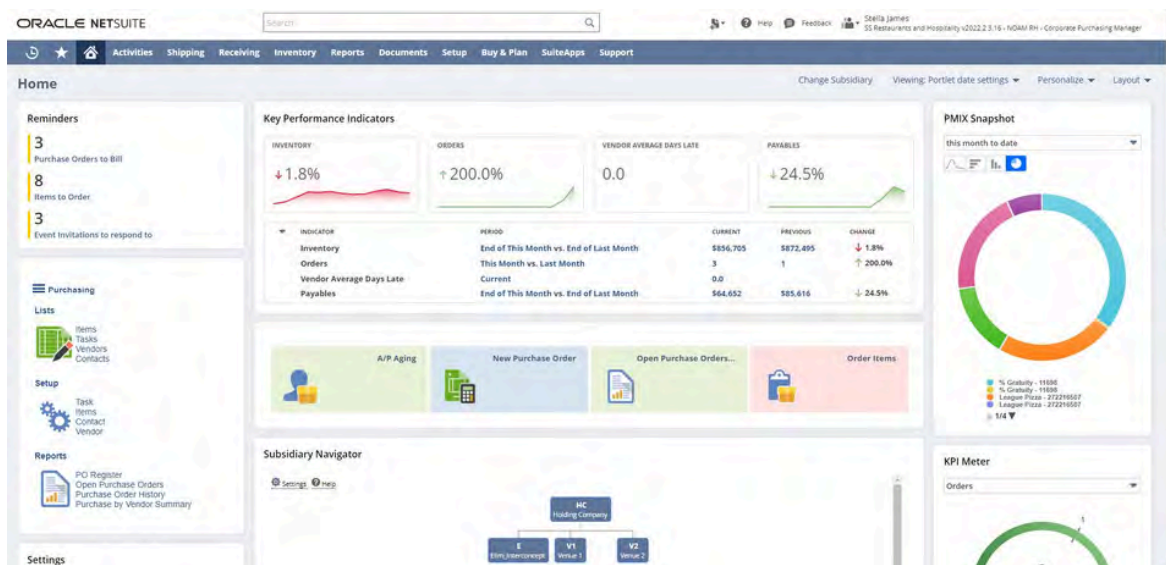 ORACLE NETSUITE
Search
Help
Feedback
Stella James
SS Restaurants and Hospitality v2022.2.5.16 - NOAM RH - Corporate Purchasing Manager
Activities Shipping Receiving Inventory Reports Documents Setup Buy & Plan SuiteApps Support
Home
Change Subsidiary Viewing: Portlet date settings Personalize Layout
Reminders
3
Purchase Orders to Bill
8
Items to Order
3
Event Invitations to respond to
Purchasing
Lists
Items
Tasks
Vendors
Contacts
Setup
Task
Items
Contact
Vendor
Reports
PO Register
Open Purchase Orders
Purchase Order History
Purchase by Vendor Summary
Settings
Key Performance Indicators
INVENTORY
↓1.8%
ORDERS
↑200.0%
VENDOR AVERAGE DAYS LATE
0.0
PAYABLES
↓24.5%
INDICATOR PERIOD CURRENT PREVIOUS CHANGE
Inventory End of This Month vs. End of Last Month $856,705 $872,495 ↓ 1.8%
Orders This Month vs. Last Month 3 1 ↑ 200.0%
Vendor Average Days Late Current 0.0
Payables End of This Month vs. End of Last Month $64,652 $85,616 ↓ 24.5%
A/P Aging
New Purchase Order
Open Purchase Orders...
Order Items
Subsidiary Navigator
Settings Help
HC
Holding Company
E
Elim_Interconcept
V1
Venue 1
V2
Venue 2
PMIX Snapshot
this month to date
% Gratuity - 11698
% Gratuity - 11698
League Pizza - 272216507
League Pizza - 272216507
1/4
KPI Meter
Orders
1